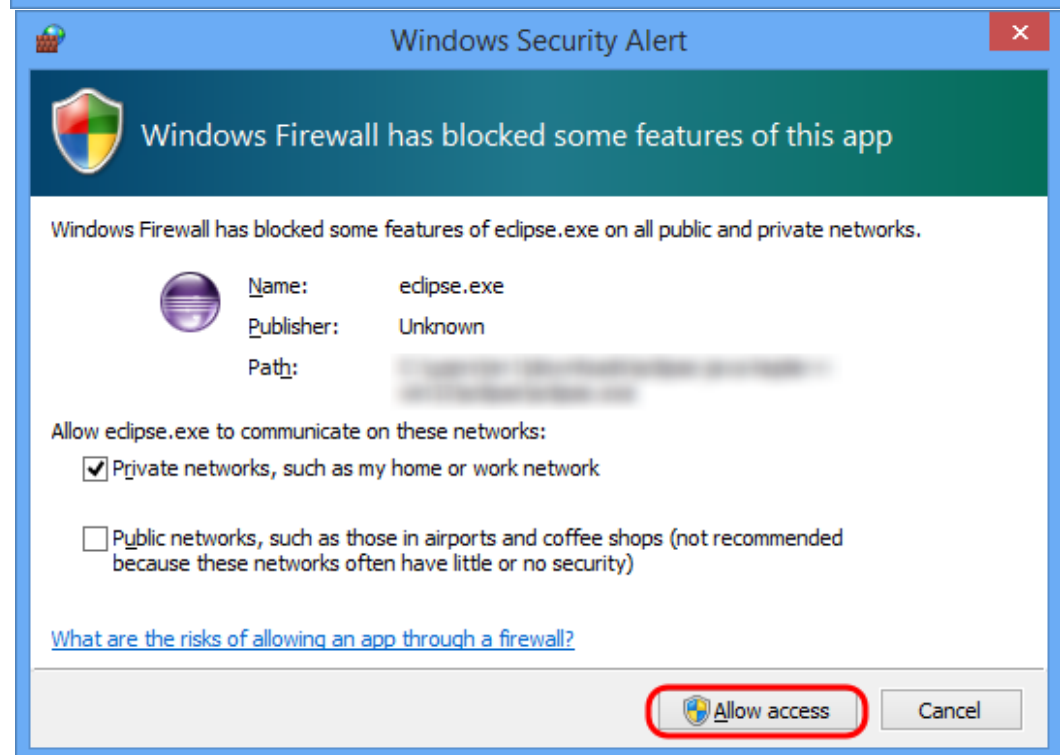 Windows Security Alert
Windows Firewall has blocked some features of this app
Windows Firewall has blocked some features of eclipse.exe on all public and private networks.
Name: eclipse.exe
Publisher: Unknown
Path:
Allow eclipse.exe to communicate on these networks:
Private networks, such as my home or work network
Public networks, such as those in airports and coffee shops (not recommended
because these networks often have little or no security)
What are the risks of allowing an app through a firewall?
Allow access Cancel